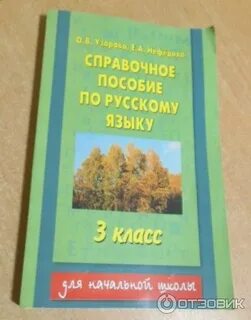 О.В. Узорова, Е.А. Нефёдова
СПРАВОЧНОЕ
ПОСОБИЕ
ПО РУССКОМУ
ЯЗЫКУ
3 класс
для начальной школы
ОТЗОВИК